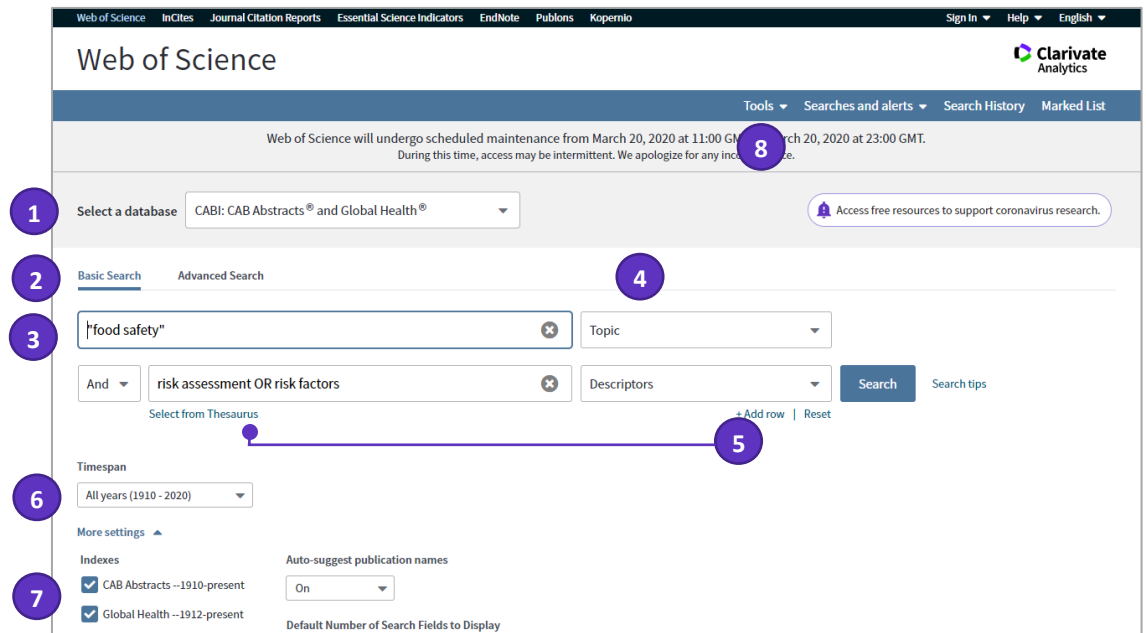 Web of Science InCites Journal Citation Reports Essential Science Indicators EndNote Publons Kopernio Sign In Help English
Web of Science
Clarivate
Analytics
Tools Searches and alerts Search History Marked List
Web of Science will undergo scheduled maintenance from March 20, 2020 at 11:00 rch 20, 2020 at 23:00 GMT.
During this time, access may be intermittent. We apologize for any
8
1 Select a database CABI: CAB Abstracts® and Global Health® Access free resources to support coronavirus research.
2 Basic Search Advanced Search 4
3 "food safety" Topic
And risk assessment OR risk factors Descriptors Search Search tips
Select from Thesaurus + Add row | Reset
5
Timespan
6 All years (1910 - 2020)
More settings
Indexes Auto-suggest publication names
CAB Abstracts --1910-present On
7 Global Health --1912-present
Default Number of Search Fields to Display